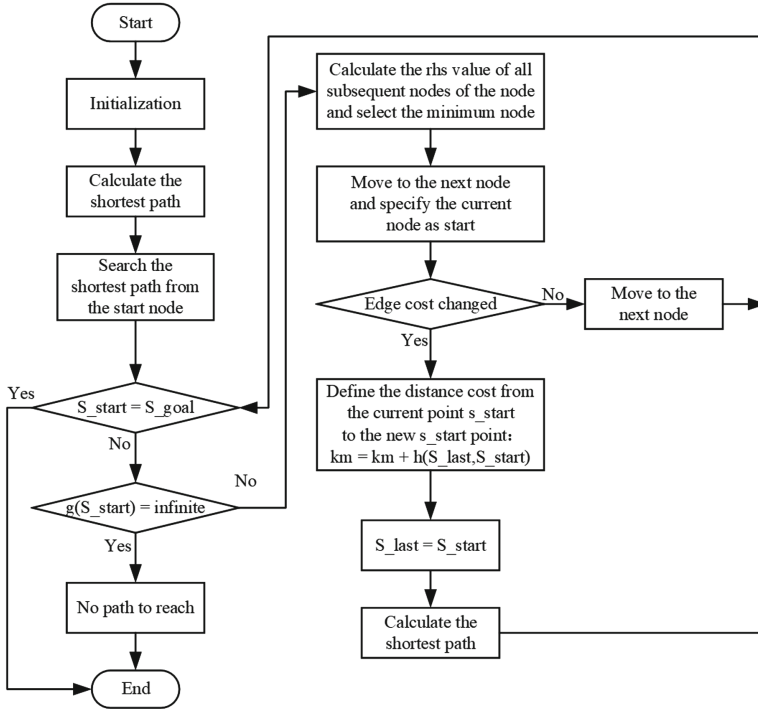 Start
Initialization
Calculate the
shortest path
Search the
shortest path from
the start node
Yes
S_start = S_goal
No
No
g(S_start) = infinite
Yes
No path to reach
End
Calculate the rhs value of all
subsequent nodes of the node
and select the minimum node
Move to the next node
and specify the current
node as start
Edge cost changed
No
Move to the
next node
Yes
Define the distance cost from
the current point s_start
to the new s_start point：
km = km + h(S_last,S_start)
S_last = S_start
Calculate the
shortest path